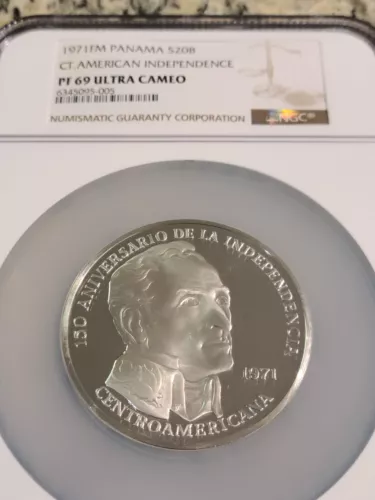 1971FM PANAMA S20B
CT.AMERICAN INDEPENDENCE
PF 69 ULTRA CAMEO
6345095-005
NUMISMATIC GUARANTY CORPORATION
NGC
150 ANIVERSARIO DE LA INDEPENDENCIA
1971
CENTROAMERICANA